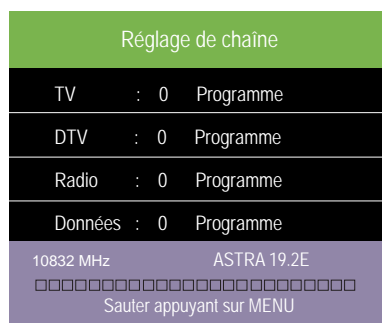 Réglage de chaîne
TV : 0 Programme
DTV : 0 Programme
Radio : 0 Programme
Données : 0 Programme
10832 MHz ASTRA 19.2E
Sauter appuyant sur MENU